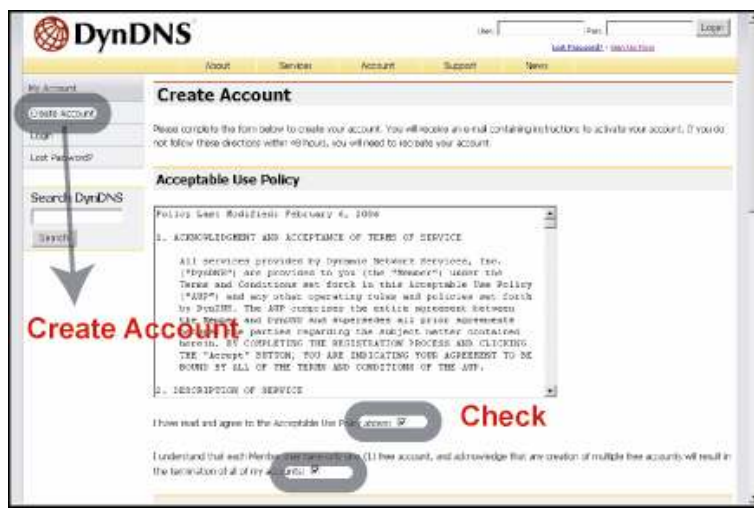 DynDNS
User: Pass: Login
Lost Password? - Sign Up Now
About Services Account Support News
My Account
Create Account
Login
Lost Password?
Search DynDNS
Search
Create Account
Please complete the form below to create your account. You will receive an e-mail containing instructions to activate your account. If you do
not follow these directions within 48 hours, you will need to recreate your account.
Acceptable Use Policy
Policy Last Modified: February 6, 2006
1. ACKNOWLEDGMENT AND ACCEPTANCE OF TERMS OF SERVICE
All services provided by Dynamic Network Services, Inc.
("DynDNS") are provided to you (the "Member") under the
Terms and Conditions set forth in this Acceptable Use Policy
("AUP") and any other operating rules and policies set forth
by DynDNS. The AUP comprises the entire agreement between
the Member and DynDNS and supersedes all prior agreements
parties regarding the subject matter contained
herein. BY COMPLETING THE REGISTRATION PROCESS AND CLICKING
THE "Accept" BUTTON, YOU ARE INDICATING YOUR AGREEMENT TO BE
BOUND BY ALL OF THE TERMS AND CONDITIONS OF THE AUP.
2. DESCRIPTION OF SERVICE
I have read and agree to the Acceptable Use Policy above:
I understand that each Member may have only one (1) free account, and acknowledge that any creation of multiple free accounts will result in
the termination of all of my accounts:
Create Account
Check